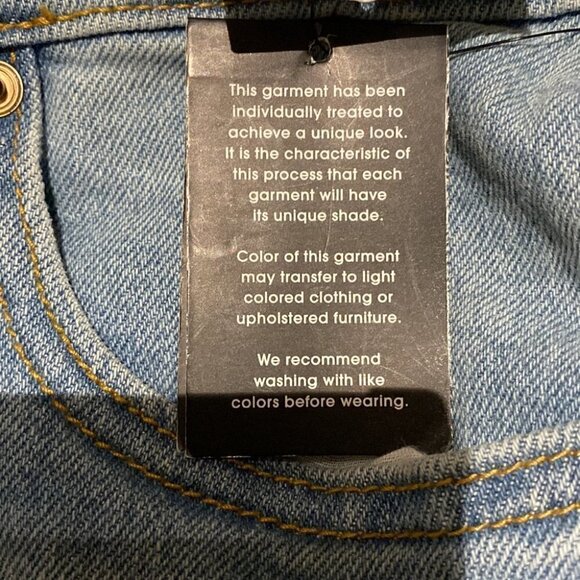 This garment has been
individually treated to
achieve a unique look.
It is the characteristic of
this process that each
garment will have
its unique shade.
Color of this garment
may transfer to light
colored clothing or
upholstered furniture.
We recommend
washing with like
colors before wearing.